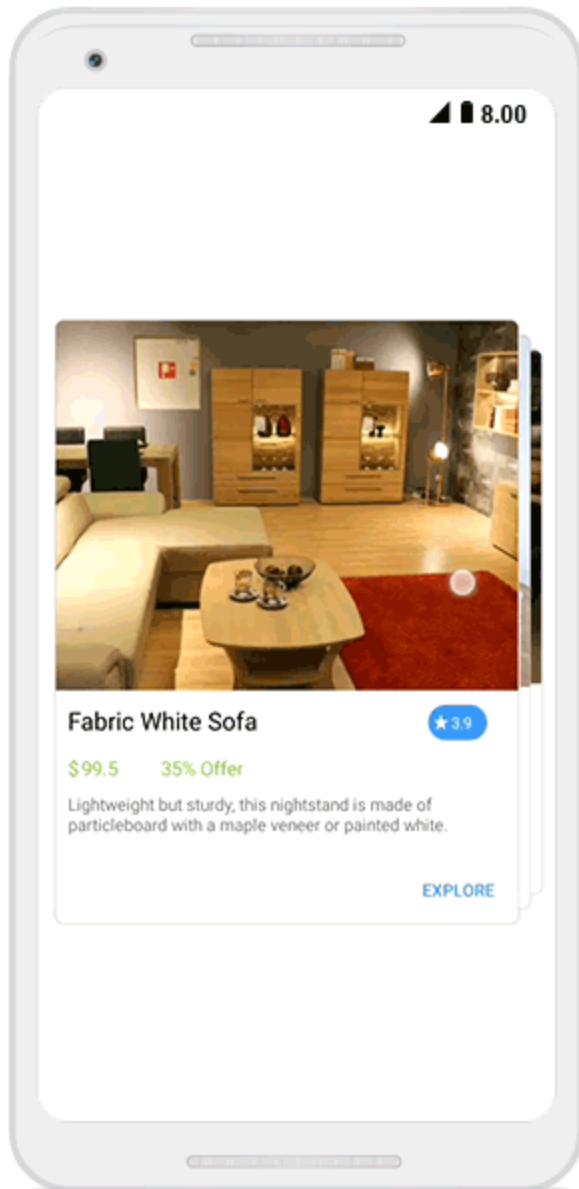 8.00
Fabric White Sofa
3.9
$99.5 35% Offer
Lightweight but sturdy, this nightstand is made of
particleboard with a maple veneer or painted white.
EXPLORE